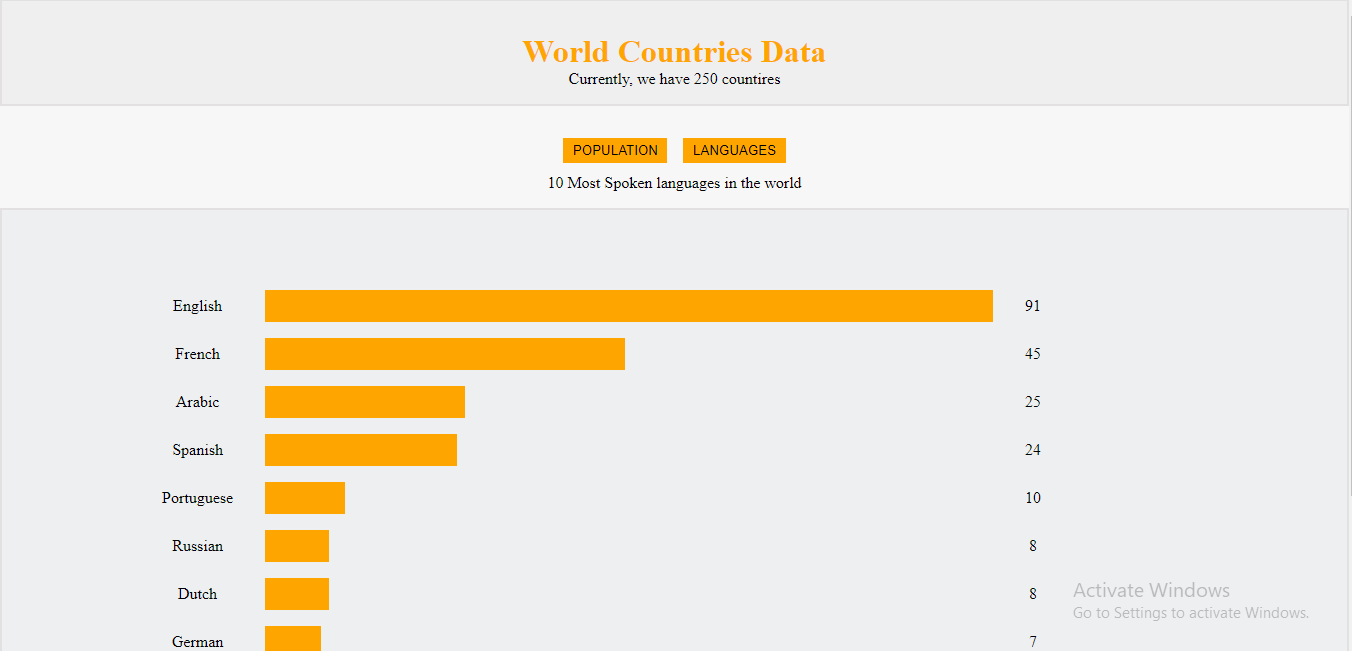 World Countries Data
Currently, we have 250 countires
POPULATION LANGUAGES
10 Most Spoken languages in the world
English 91
French 45
Arabic 25
Spanish 24
Portuguese 10
Russian 8
Dutch 8
Activate Windows
Go to Settings to activate Windows.
German 7